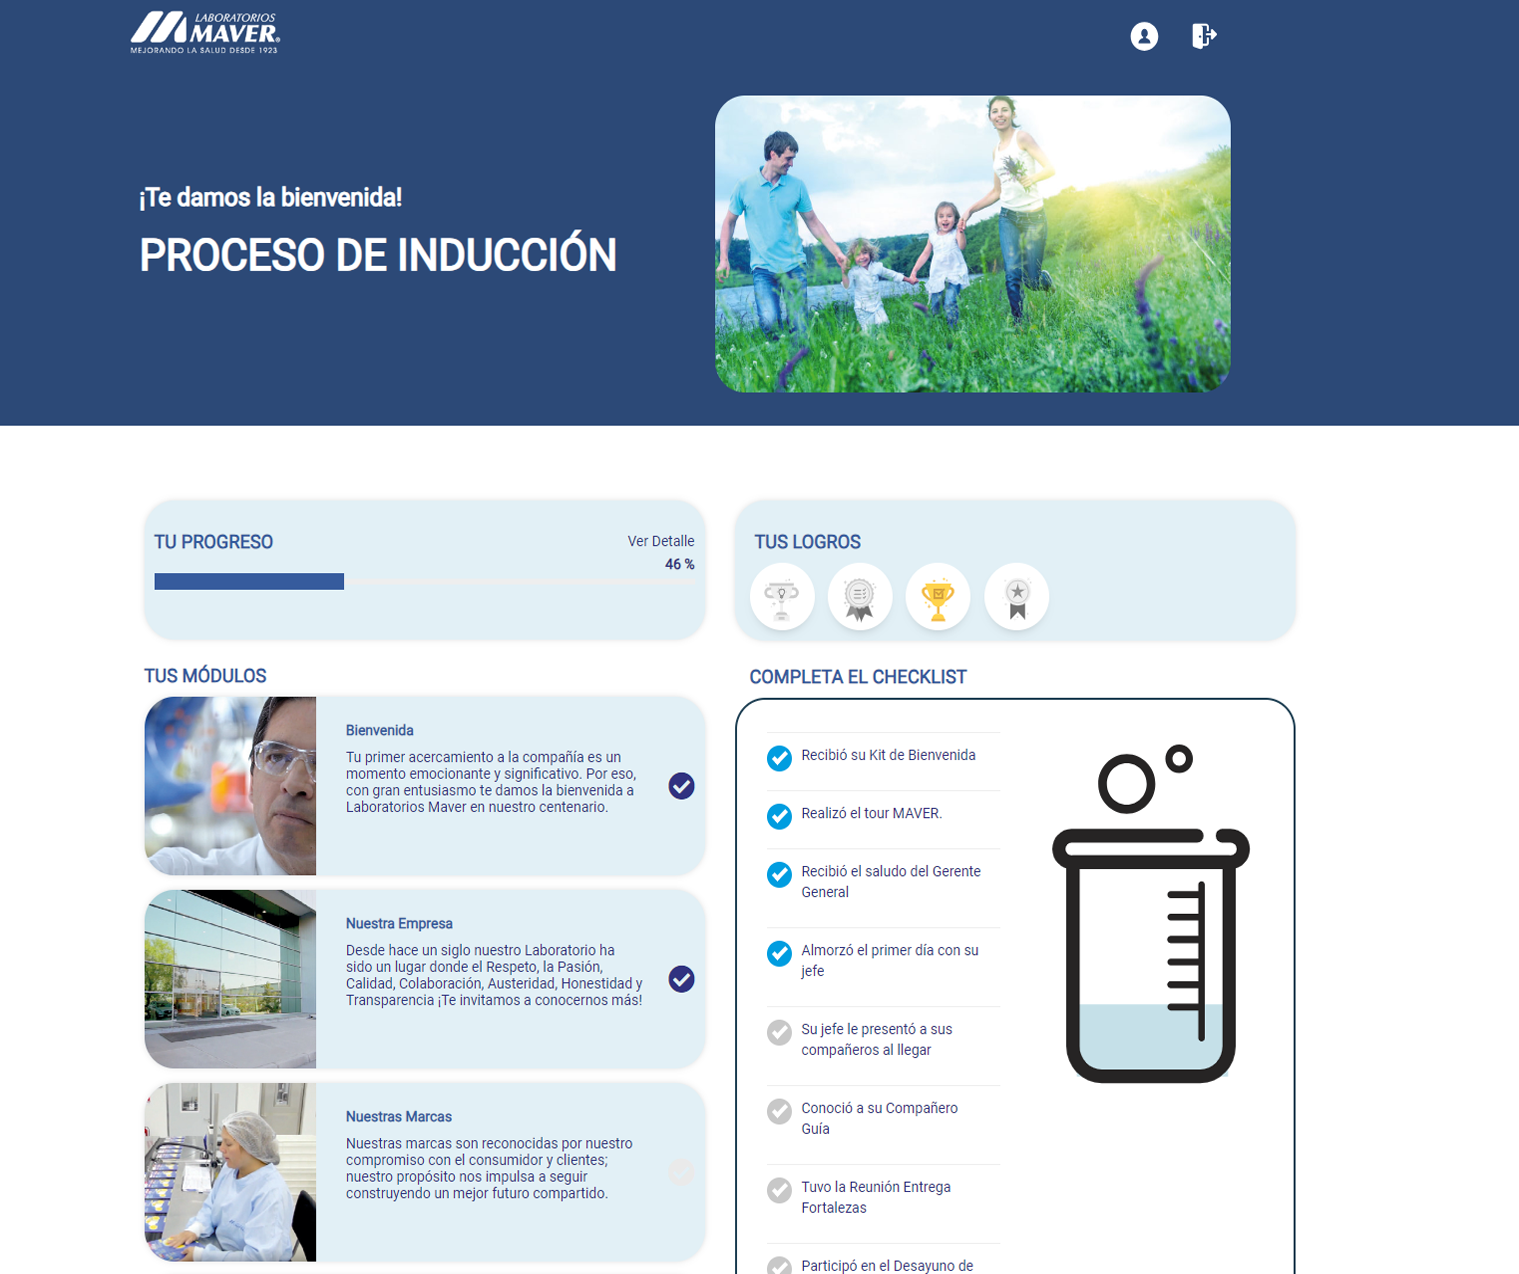 LABORATORIOS
MAVER®
MEJORANDO LA SALUD DESDE 1923
¡Te damos la bienvenida!
PROCESO DE INDUCCIÓN
TU PROGRESO
Ver Detalle
46 %
TUS LOGROS
TUS MÓDULOS
Bienvenida
Tu primer acercamiento a la compañía es un
momento emocionante y significativo. Por eso,
con gran entusiasmo te damos la bienvenida a
Laboratorios Maver en nuestro centenario.
Nuestra Empresa
Desde hace un siglo nuestro Laboratorio ha
sido un lugar donde el Respeto, la Pasión,
Calidad, Colaboración, Austeridad, Honestidad y
Transparencia ¡Te invitamos a conocernos más!
Nuestras Marcas
Nuestras marcas son reconocidas por nuestro
compromiso con el consumidor y clientes;
nuestro propósito nos impulsa a seguir
construyendo un mejor futuro compartido.
COMPLETA EL CHECKLIST
Recibió su Kit de Bienvenida
Realizó el tour MAVER.
Recibió el saludo del Gerente
General
Almorzó el primer día con su
jefe
Su jefe le presentó a sus
compañeros al llegar
Conoció a su Compañero
Guía
Tuvo la Reunión Entrega
Fortalezas
Participó en el Desayuno de